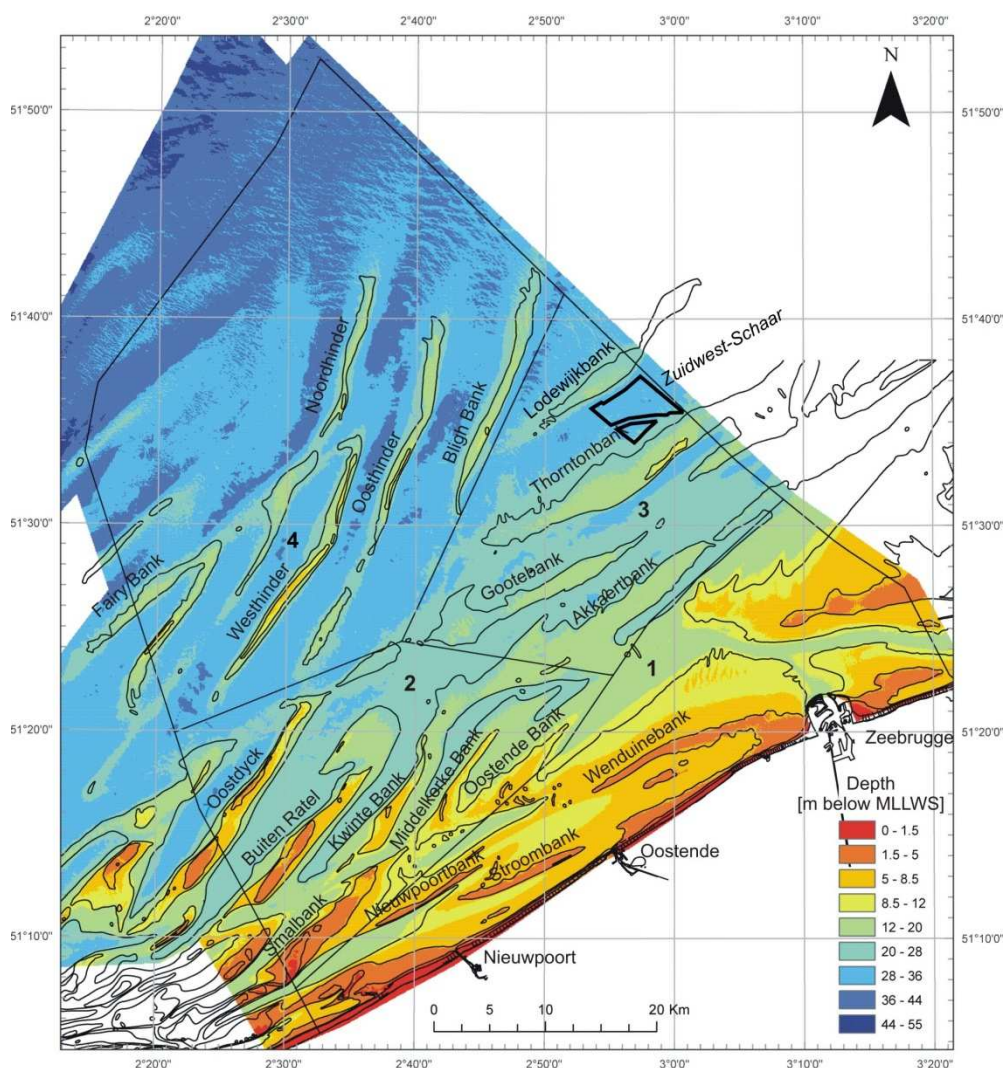 2°20'0" 2°30'0" 2°40'0" 2°50'0" 3°0'0" 3°10'0" 3°20'0"
N
51°50'0" 51°50'0"
51°40'0" 51°40'0"
Noordhinder
Zuidwest-Schaar
Lodewijkbank
Oosthinder
Bligh Bank
Thorntonbank
51°30'0" 51°30'0"
3
4
Fairy Bank
Westhinder
Gootebank
Akkaertbank
2
1
51°20'0" 51°20'0"
Oostdyck
Buiten Ratel
Kwinte Bank
Middelkerke Bank
Oostende Bank
Wenduinebank
Zeebrugge
Nieuwpoortbank
Stroombank
Oostende
Smalbank
Nieuwpoort
51°10'0" 51°10'0"
Depth
[m below MLLWS]
0 - 1.5
1.5 - 5
5 - 8.5
8.5 - 12
12 - 20
20 - 28
28 - 36
36 - 44
44 - 55
0 5 10 20 Km
2°20'0" 2°30'0" 2°40'0" 2°50'0" 3°0'0" 3°10'0" 3°20'0"